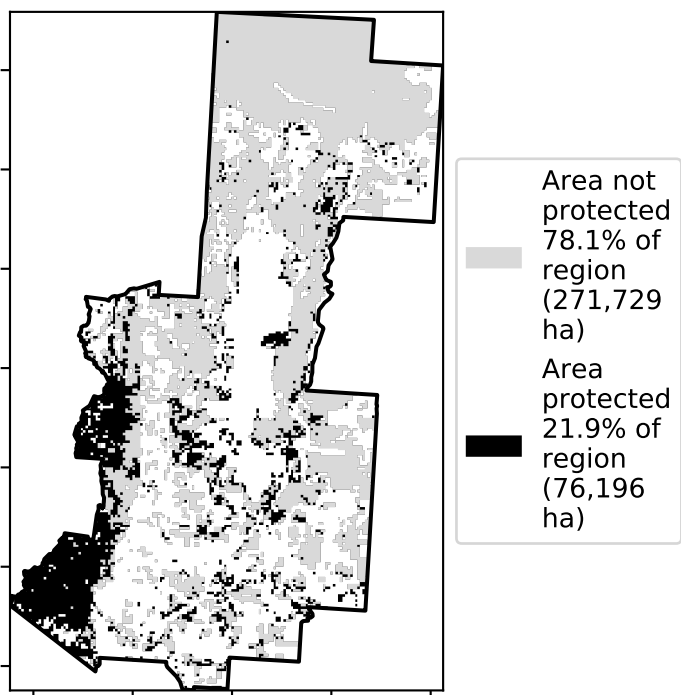 Area not
protected
78.1% of
region
(271,729
ha)
Area
protected
21.9% of
region
(76,196
ha)